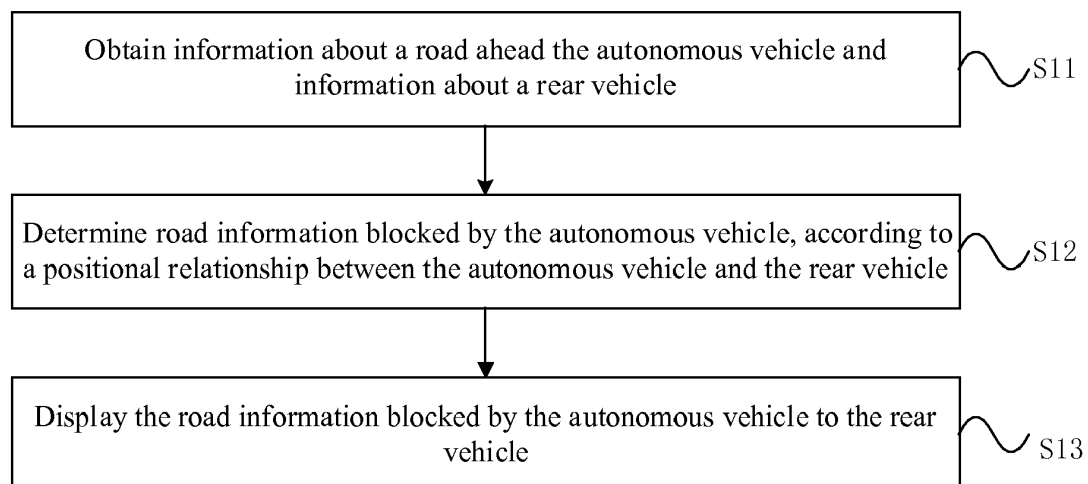 Obtain information about a road ahead the autonomous vehicle and
information about a rear vehicle
S11
Determine road information blocked by the autonomous vehicle, according to
a positional relationship between the autonomous vehicle and the rear vehicle
S12
Display the road information blocked by the autonomous vehicle to the rear
vehicle
S13